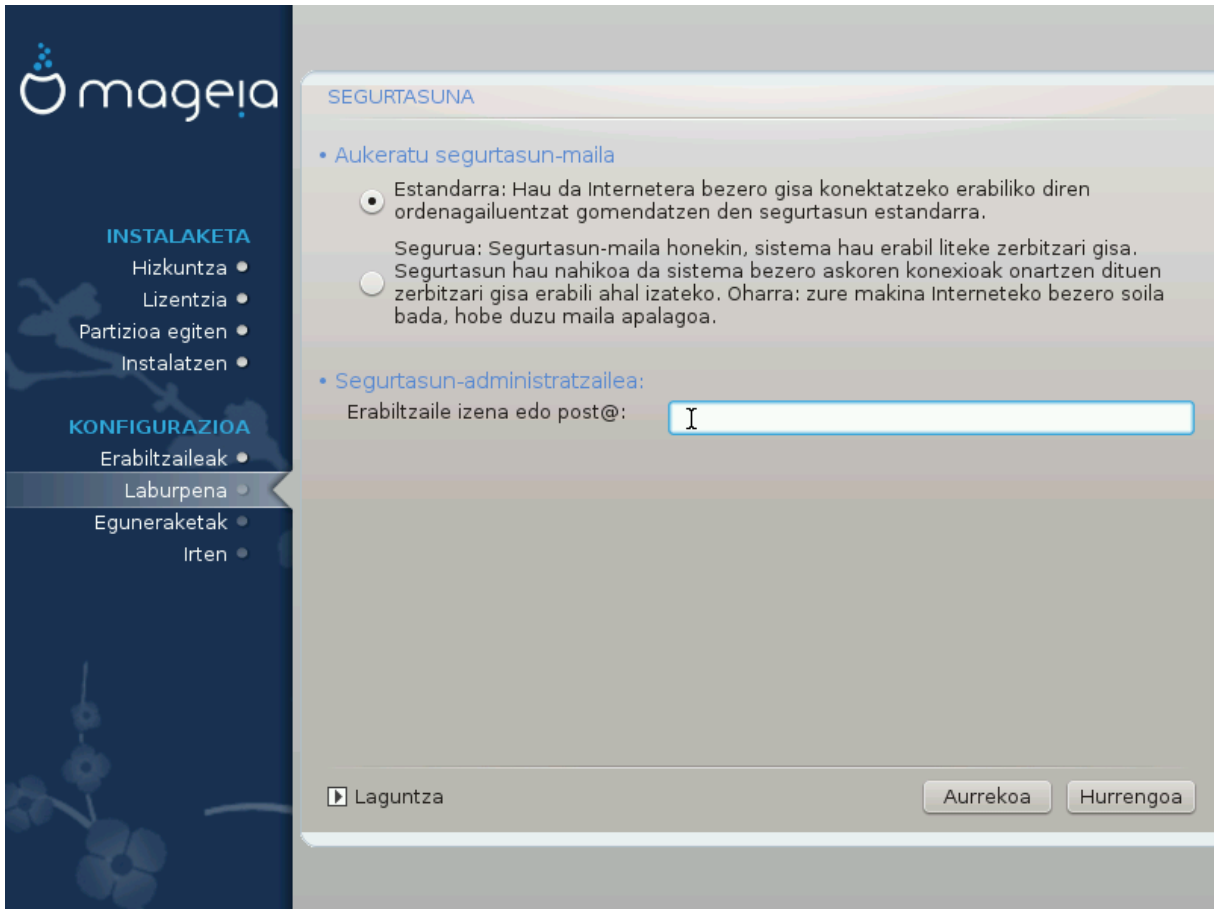 mageia
INSTALAKETA
Hizkuntza
Lizentzia
Partizioa egiten
Instalatzen
KONFIGURAZIOA
Erabiltzaileak
Laburpena
Eguneraketak
Irten
SEGURTASUNA
• Aukeratu segurtasun-maila
Estandarra: Hau da Internetera bezero gisa konektatzeko erabiliko diren
ordenagailuentzat gomendatzen den segurtasun estandarra.
Segurua: Segurtasun-maila honekin, sistema hau erabil liteke zerbitzari gisa.
Segurtasun hau nahikoa da sistema bezero askoren konexioak onartzen dituen
zerbitzari gisa erabili ahal izateko. Oharra: zure makina Interneteko bezero soila
bada, hobe duzu maila apalagoa.
• Segurtasun-administratzailea:
Erabiltzaile izena edo post@:
Laguntza
Aurrekoa
Hurrengoa